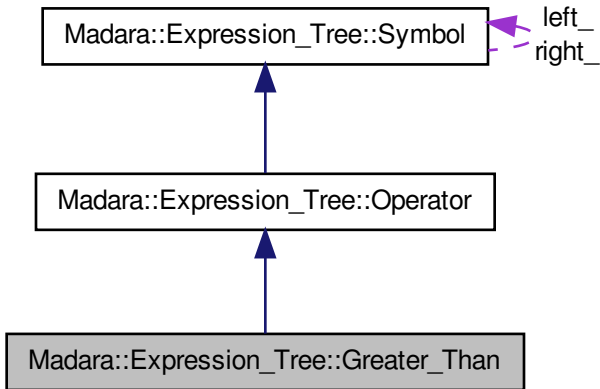 Madara::Expression_Tree::Symbol
left_
right_
Madara::Expression_Tree::Operator
Madara::Expression_Tree::Greater_Than